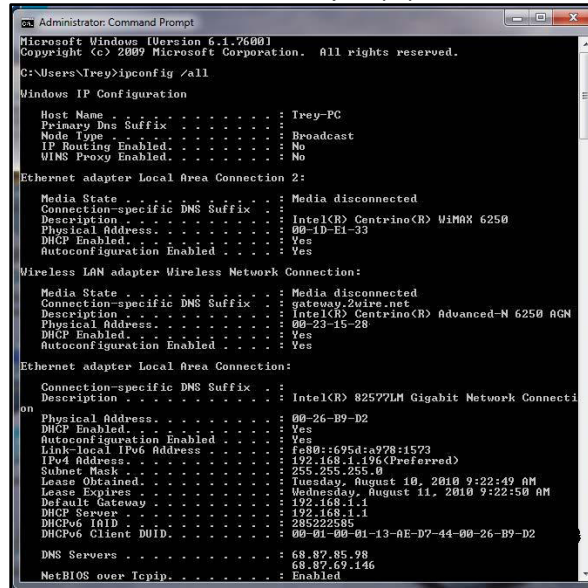 Administrator: Command Prompt
Microsoft Windows [Version 6.1.7600]
Copyright (c) 2009 Microsoft Corporation. All rights reserved.
C:\Users\Trey>ipconfig /all
Windows IP Configuration
Host Name . . . . . . . . . . . . : Trey-PC
Primary Dns Suffix . . . . . . . :
Node Type . . . . . . . . . . . . : Broadcast
IP Routing Enabled. . . . . . . . : No
WINS Proxy Enabled. . . . . . . . : No
Ethernet adapter Local Area Connection 2:
Media State . . . . . . . . . . . : Media disconnected
Connection-specific DNS Suffix . :
Description . . . . . . . . . . . : Intel(R) Centrino(R) WiMAX 6250
Physical Address. . . . . . . . . : 00-1D-E1-33
DHCP Enabled. . . . . . . . . . . : Yes
Autoconfiguration Enabled . . . . : Yes
Wireless LAN adapter Wireless Network Connection:
Media State . . . . . . . . . . . : Media disconnected
Connection-specific DNS Suffix . : gateway.2wire.net
Description . . . . . . . . . . . : Intel(R) Centrino(R) Advanced-N 6250 AGN
Physical Address. . . . . . . . . : 00-23-15-28
DHCP Enabled. . . . . . . . . . . : Yes
Autoconfiguration Enabled . . . . : Yes
Ethernet adapter Local Area Connection:
Connection-specific DNS Suffix . :
Description . . . . . . . . . . . : Intel(R) 82577LM Gigabit Network Connecti
on
Physical Address. . . . . . . . . : 00-26-B9-D2
DHCP Enabled. . . . . . . . . . . : Yes
Autoconfiguration Enabled . . . . : Yes
Link-local IPv6 Address . . . . . : fe80::695d:a978:1573
IPv4 Address. . . . . . . . . . . : 192.168.1.196(Preferred)
Subnet Mask . . . . . . . . . . . : 255.255.255.0
Lease Obtained. . . . . . . . . . : Tuesday, August 10, 2010 9:22:49 AM
Lease Expires . . . . . . . . . . : Wednesday, August 11, 2010 9:22:50 AM
Default Gateway . . . . . . . . . : 192.168.1.1
DHCP Server . . . . . . . . . . . : 192.168.1.1
DHCPv6 IAID . . . . . . . . . . . : 285222585
DHCPv6 Client DUID. . . . . . . . : 00-01-00-01-13-AE-D7-44-00-26-B9-D2
DNS Servers . . . . . . . . . . . : 68.87.85.98
68.87.69.146
NetBIOS over Tcpip. . . . . . . . : Enabled